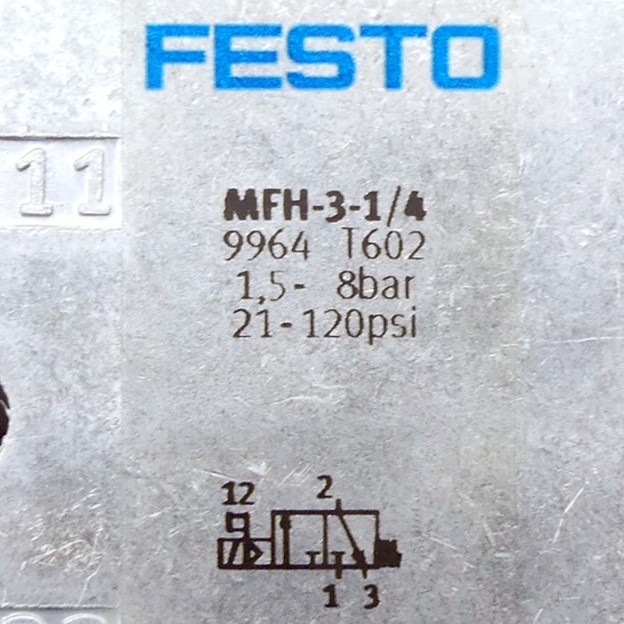 FESTO
11
MFH-3-1/4
9964 T602
1,5- 8bar
21-120psi
12 2
1 3